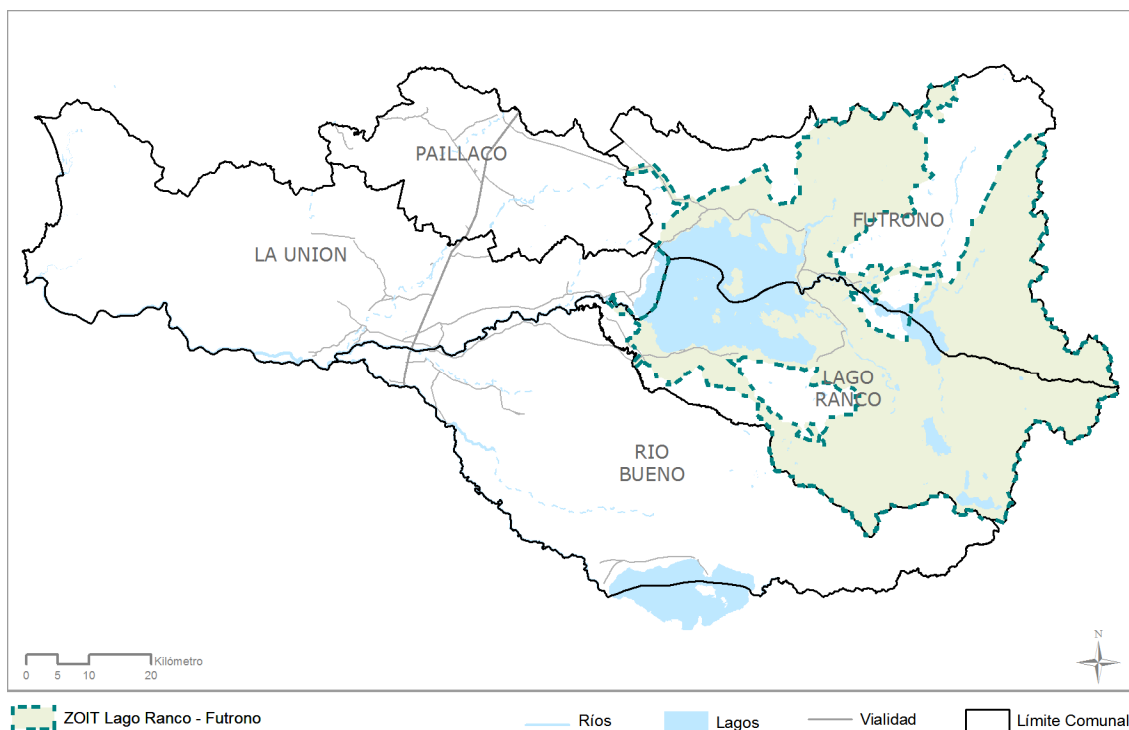 PAILLACO
LA UNION
FUTRONO
LAGO
RANCO
RIO
BUENO
N
Kilómetro
0 5 10 20
ZOIT Lago Ranco - Futrono
Ríos
Lagos
Vialidad
Límite Comunal